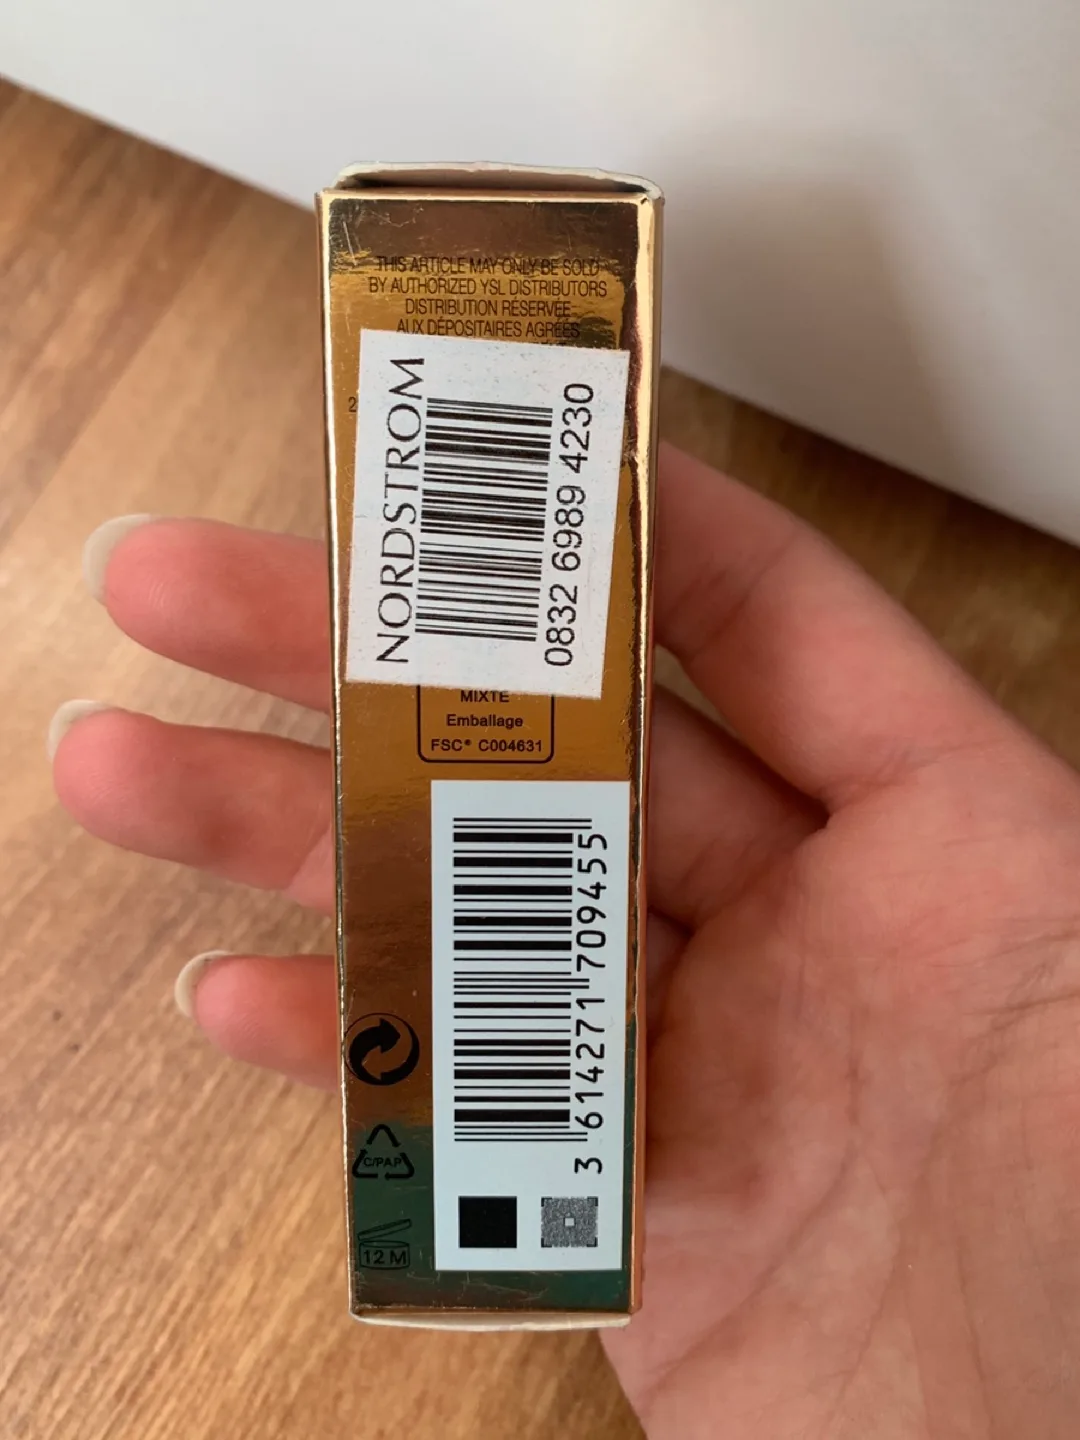 THIS ARTICLE MAY ONLY BE SOLD
BY AUTHORIZED YSL DISTRIBUTORS
DISTRIBUTION RÉSERVÉE
AUX DÉPOSITAIRES AGRÉÉS
2
NORDSTROM
0832 6989 4230
MIXTE
Emballage
FSC® C004631
3 614271 709455
C/PAP
12 M